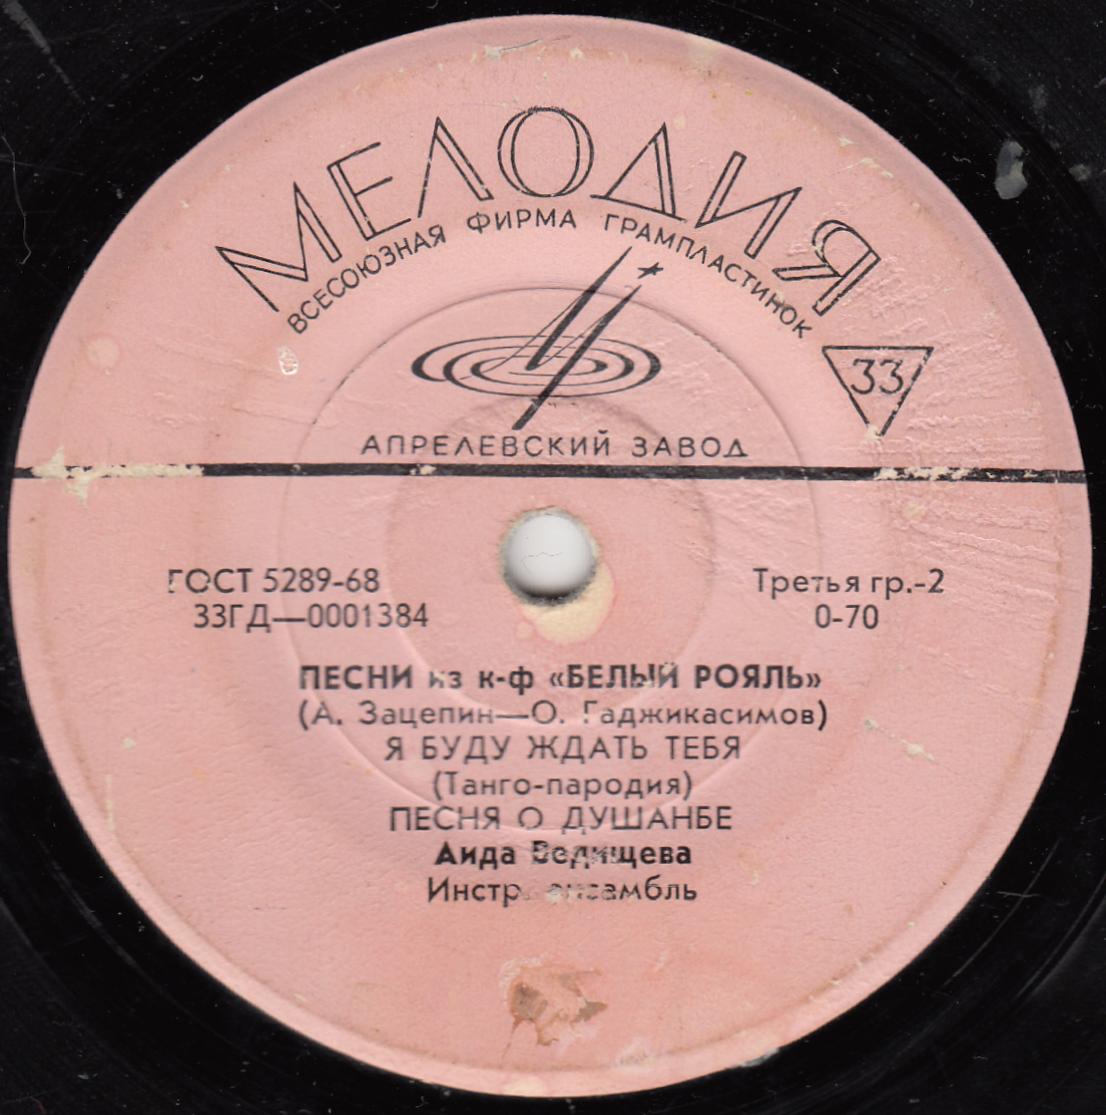 МЕЛОДИЯ
ВСЕСОЮЗНАЯ ФИРМА ГРАМПЛАСТИНОК
33
АПРЕЛЕВСКИЙ ЗАВОД
ГОСТ 5289-68 Третья гр.-2
33ГД—0001384 0-70
ПЕСНИ из к-ф «БЕЛЫЙ РОЯЛЬ»
(А. Зацепин—О. Гаджикасимов)
Я БУДУ ЖДАТЬ ТЕБЯ
(Танго-пародия)
ПЕСНЯ О ДУШАНБЕ
Аида Ведищева
Инстр. ансамбль